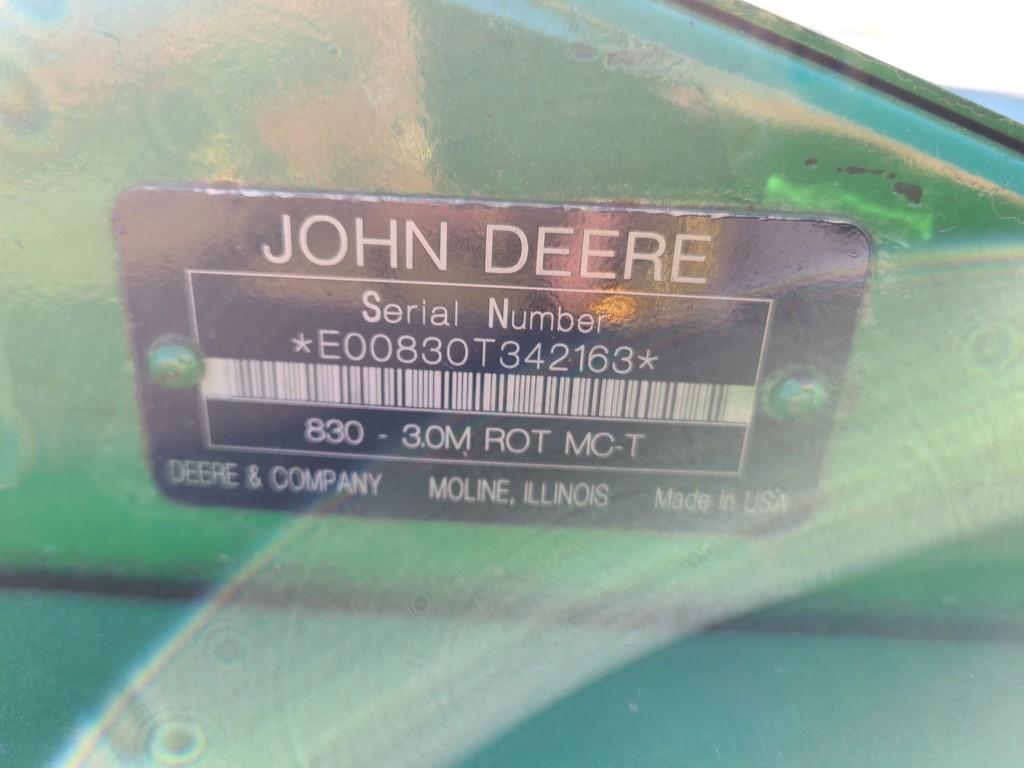 JOHN DEERE
Serial Number
*E00830T342163*
830 - 3.0M ROT MC-T
DEERE & COMPANY MOLINE, ILLINOIS Made in USA